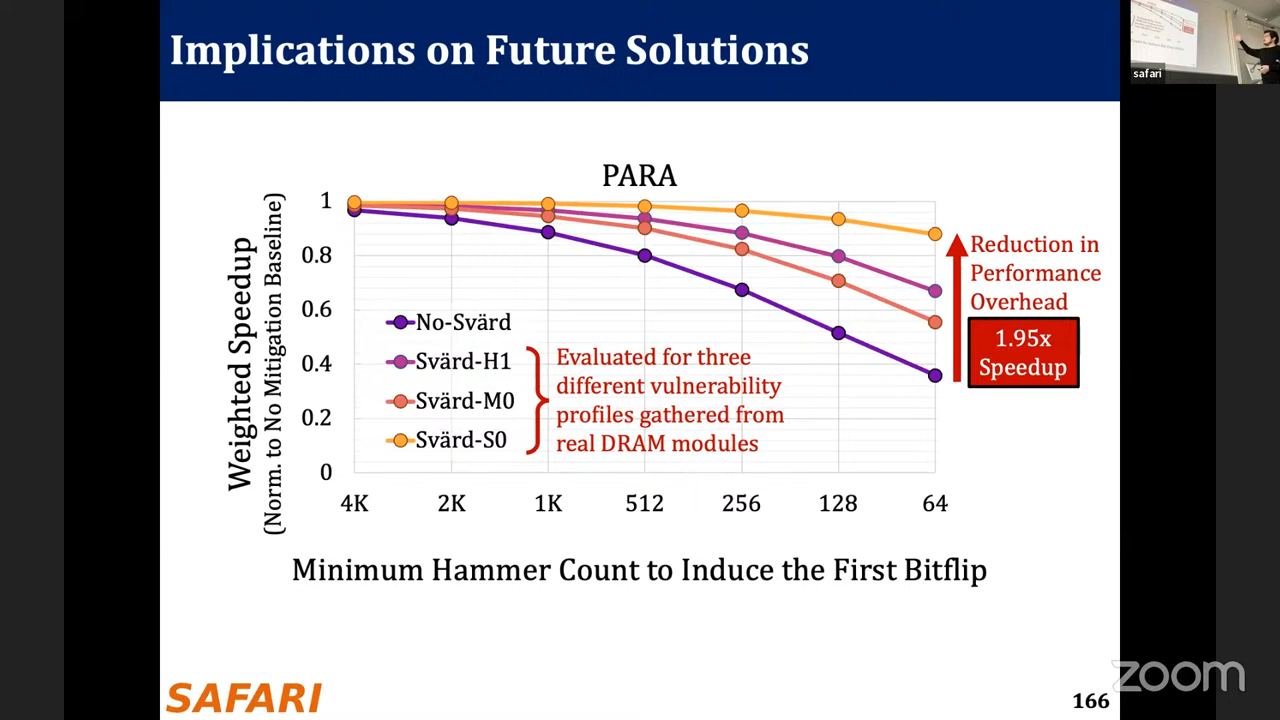 Implications on Future Solutions
safari
PARA
Weighted Speedup
(Norm. to No Mitigation Baseline)
1
0.8
0.6
0.4
0.2
0
No-Svärd
Svärd-H1
Svärd-M0
Svärd-S0
Evaluated for three
different vulnerability
profiles gathered from
real DRAM modules
Reduction in
Performance
Overhead
1.95x
Speedup
4K 2K 1K 512 256 128 64
Minimum Hammer Count to Induce the First Bitflip
SAFARI
166
zoom